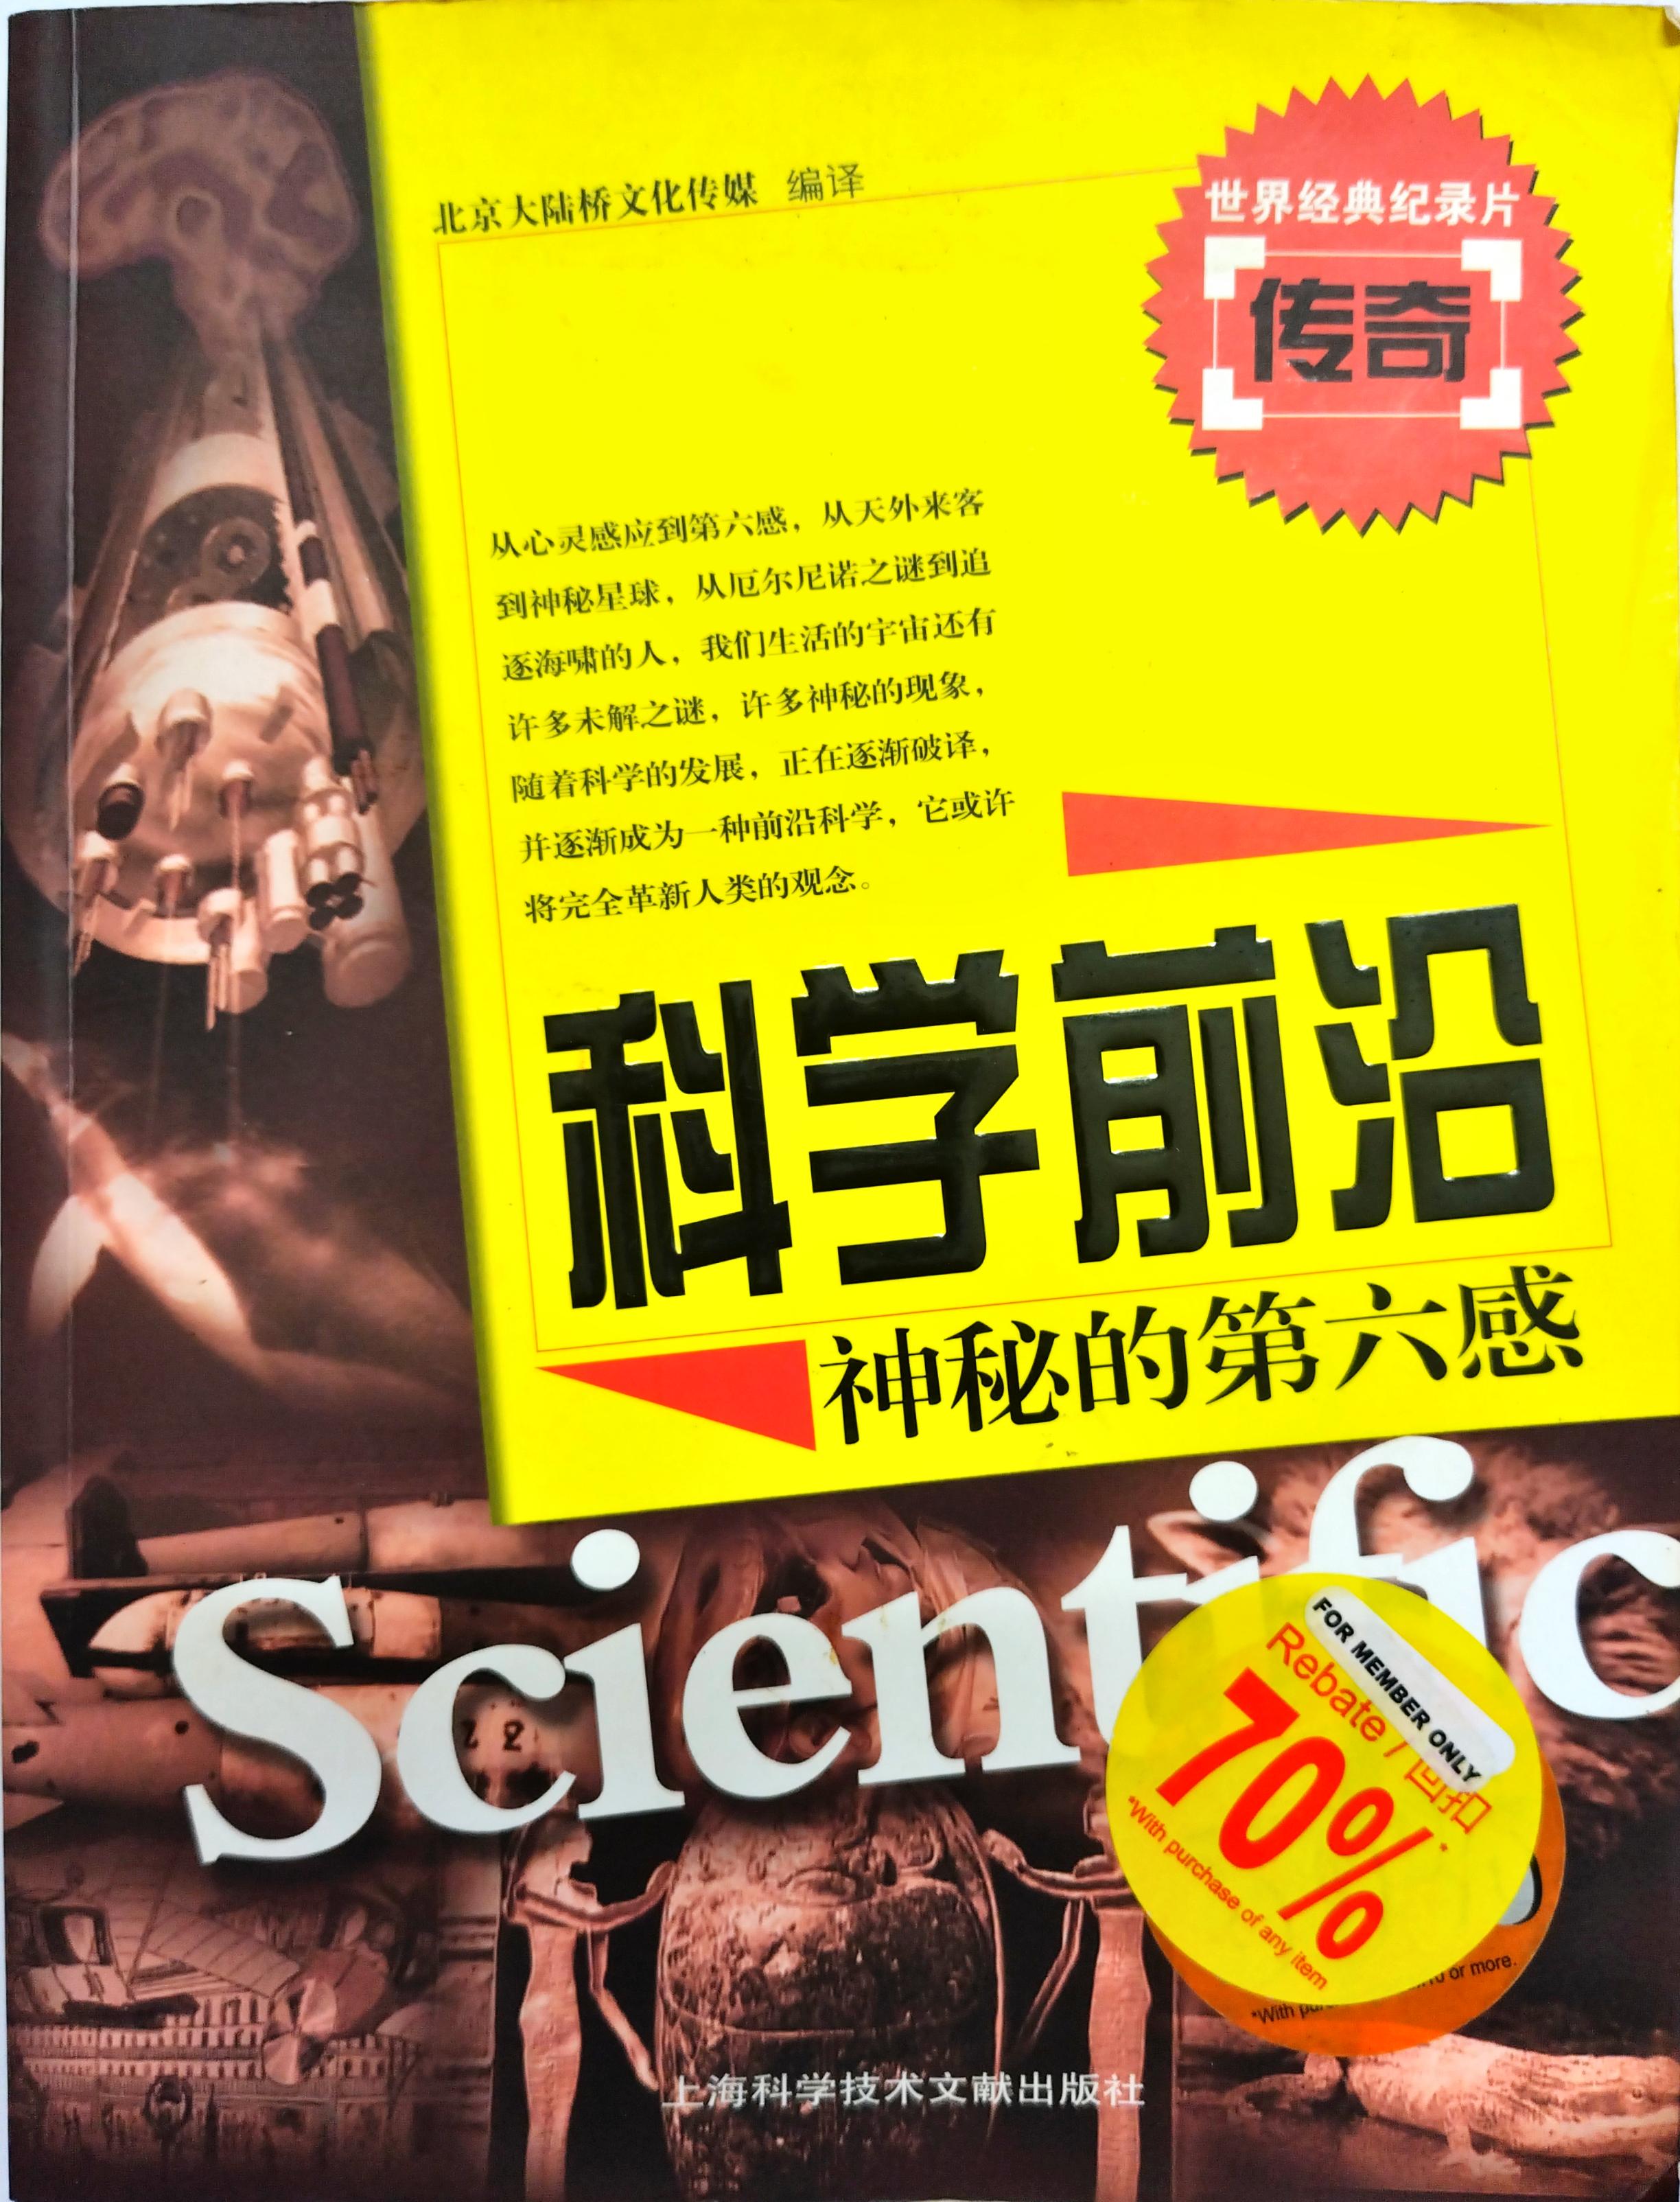 北京大陆桥文化传媒 编译
世界经典纪录片
传奇
从心灵感应到第六感，从天外来客
到神秘星球，从厄尔尼诺之谜到追
逐海啸的人，我们生活的宇宙还有
许多未解之谜，许多神秘的现象，
随着科学的发展，正在逐渐破译，
并逐渐成为一种前沿科学，它或许
将完全革新人类的观念。
科学前沿
神秘的第六感
Scientific
FOR MEMBER ONLY
Rebate / 回扣
70%*
*With purchase of any item
or more.
*With
上海科学技术文献出版社